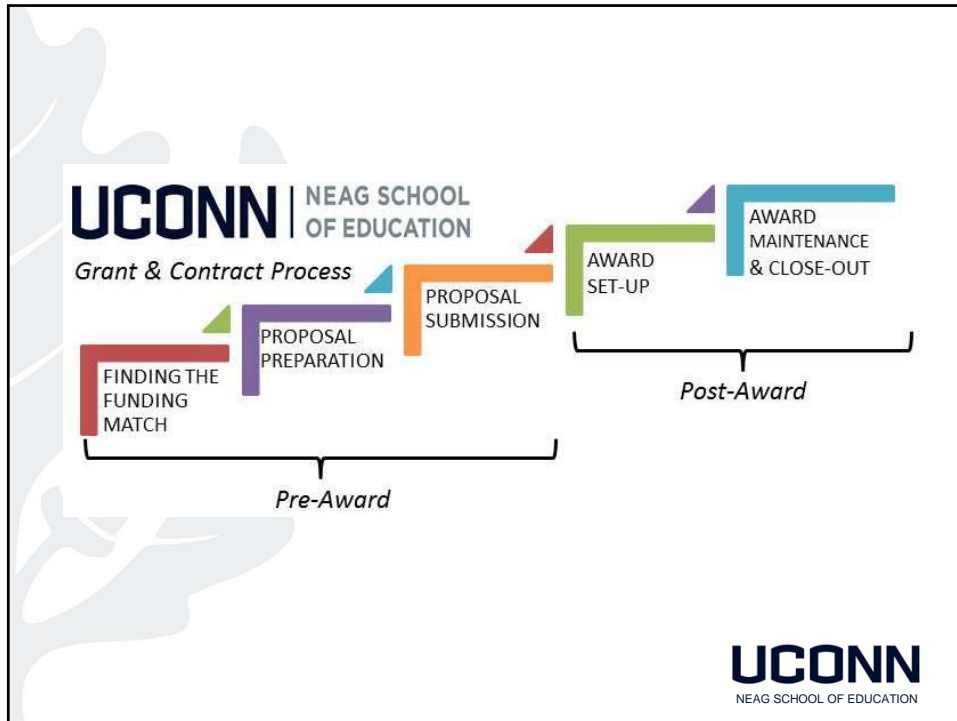 UCONN
NEAG SCHOOL
OF EDUCATION
Grant & Contract Process
FINDING THE
FUNDING
MATCH
PROPOSAL
PREPARATION
PROPOSAL
SUBMISSION
AWARD
SET-UP
AWARD
MAINTENANCE
& CLOSE-OUT
Pre-Award
Post-Award
UCONN
NEAG SCHOOL OF EDUCATION